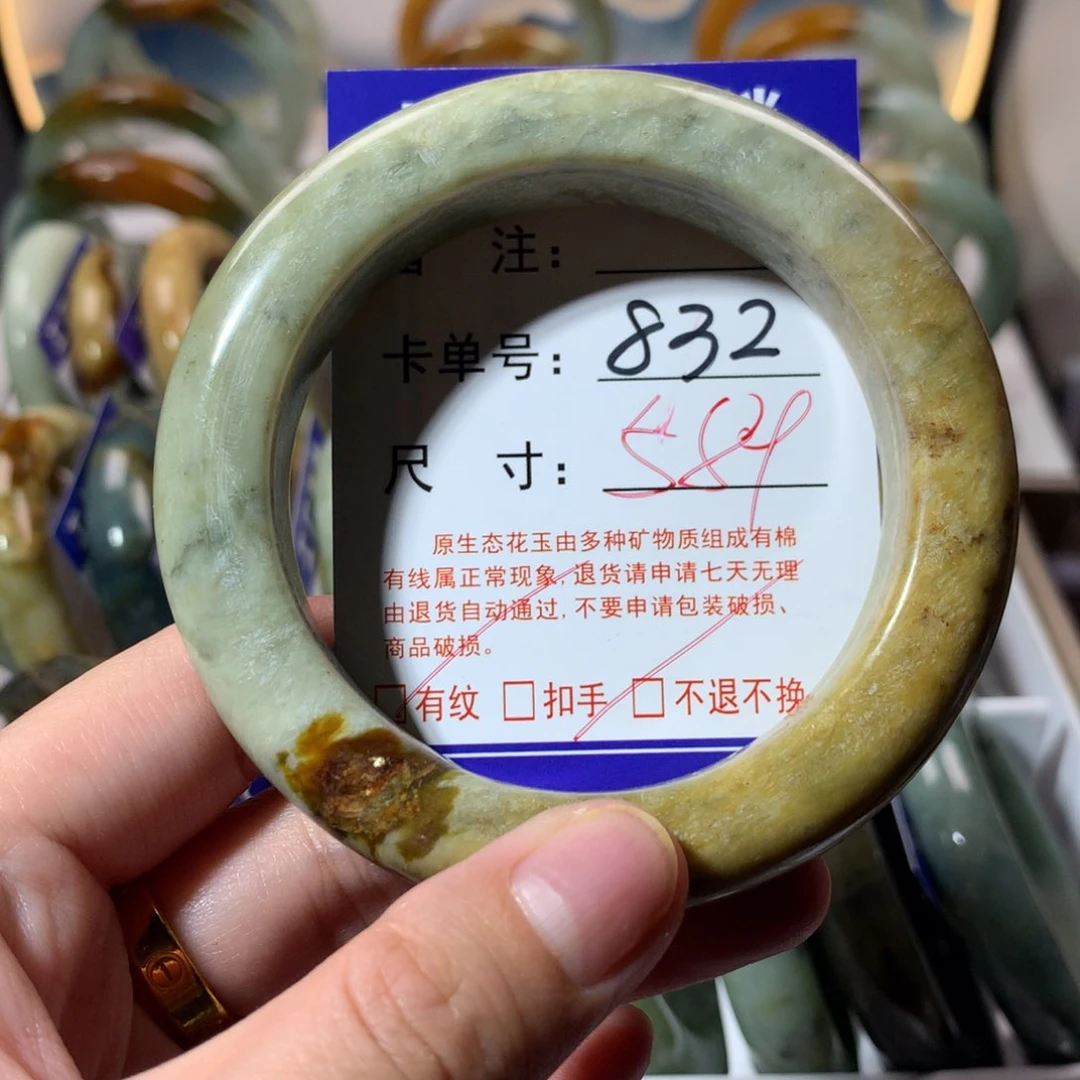 注：
卡单号：832
尺 寸：589
原生态花玉由多种矿物质组成有棉
有线属正常现象，退货请申请七天无理
由退货自动通过，不要申请包装破损、
商品破损。
□有纹 □扣手 □不退不换